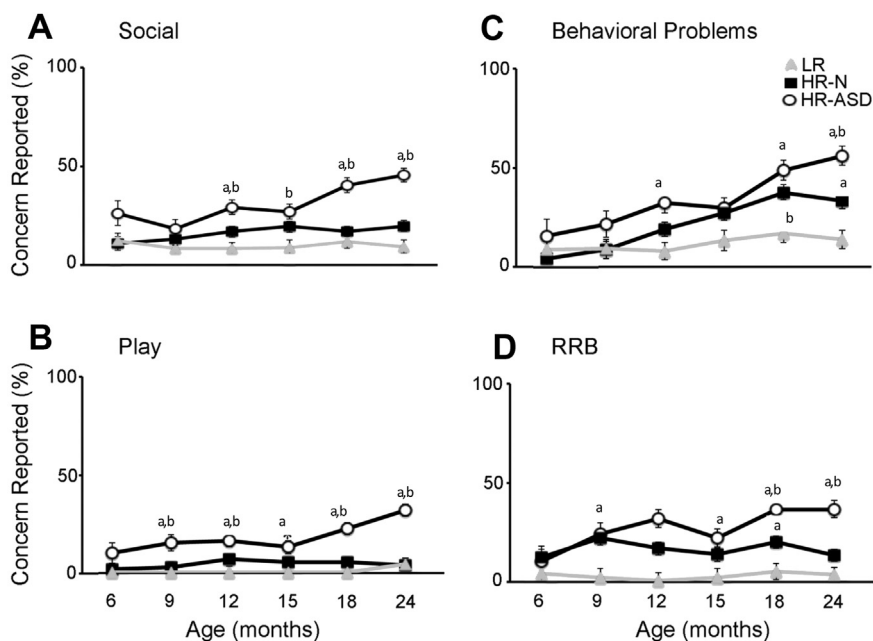 A Social
Concern Reported (%)
100
50
0
a,b
b
a,b
a,b
C Behavioral Problems
LR
HR-N
HR-ASD
100
50
0
a
a
a,b
a
b
B Play
Concern Reported (%)
100
50
0
a,b
a,b
a
a,b
a,b
6 9 12 15 18 24
Age (months)
D RRB
100
50
0
a
a
a,b
a
a,b
6 9 12 15 18 24
Age (months)